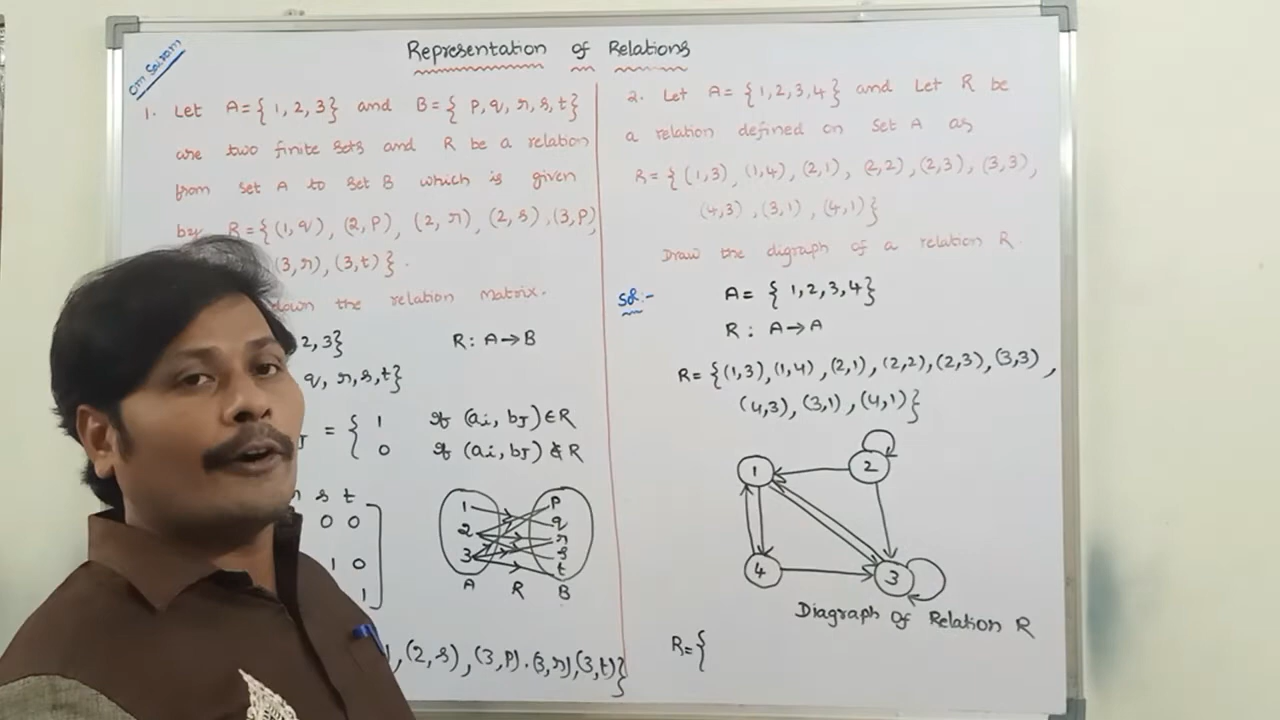 Om Sairam
Representation of Relations
1. Let A={1, 2, 3} and B={ p, q, r, s, t}
are two finite sets and R be a relation
from set A to set B which is given
by R={(1, q), (2, p), (2, r), (2, s), (3, p),
(3, r), (3, t)}.
down the relation matrix.
2, 3} R: A→B
q, r, s, t}
= { 1 if (ai, bJ) ∈ R
0 if (ai, bJ) ∉ R
s t
0 0
1 0
1
1 p
2 q
3 r
s
t
A R B
, (2, s), (3, p), (3, r), (3, t)}
2. Let A= {1, 2, 3, 4} and Let R be
a relation defined on set A as
R={(1, 3), (1, 4), (2, 1), (2, 2), (2, 3), (3, 3),
(4, 3), (3, 1), (4, 1)}
Draw the digraph of a relation R.
Sol:- A= {1, 2, 3, 4}
R: A→A
R= {(1,3), (1,4), (2,1), (2,2), (2,3), (3,3),
(4,3), (3,1), (4,1)}
1 2
4 3
Diagraph Of Relation R
R={